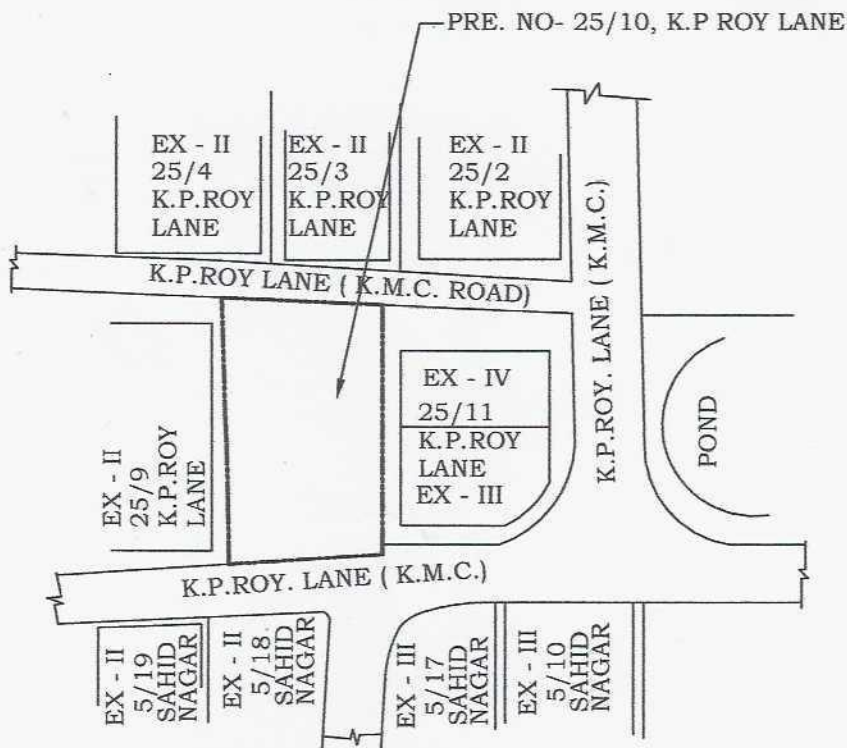 PRE. NO- 25/10, K.P ROY LANE
EX - II
25/4
K.P.ROY
LANE
EX - II
25/3
K.P.ROY
LANE
EX - II
25/2
K.P.ROY
LANE
K.P.ROY LANE ( K.M.C. ROAD)
K.P.ROY. LANE ( K.M.C.)
EX - II
25/9
K.P.ROY
LANE
EX - IV
25/11
K.P.ROY
LANE
EX - III
POND
K.P.ROY. LANE ( K.M.C.)
EX - II
5/19
SAHID
NAGAR
EX - II
5/18.
SAHID
NAGAR
EX - III
5/17
SAHID
NAGAR
EX - III
5/10
SAHID
NAGAR